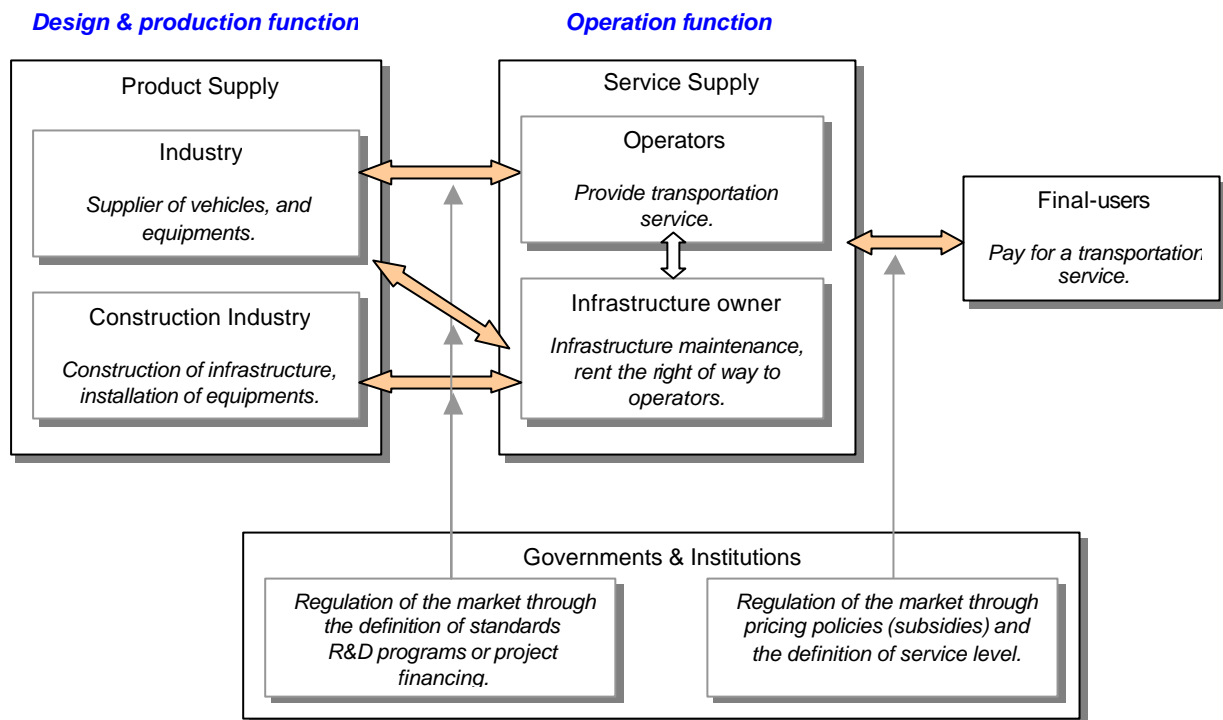 Design & production function
Operation function
Product Supply
Industry
Supplier of vehicles, and
equipments.
Construction Industry
Construction of infrastructure,
installation of equipments.
Service Supply
Operators
Provide transportation
service.
Infrastructure owner
Infrastructure maintenance,
rent the right of way to
operators.
Final-users
Pay for a transportation
service.
Governments & Institutions
Regulation of the market through
the definition of standards
R&D programs or project
financing.
Regulation of the market through
pricing policies (subsidies) and
the definition of service level.